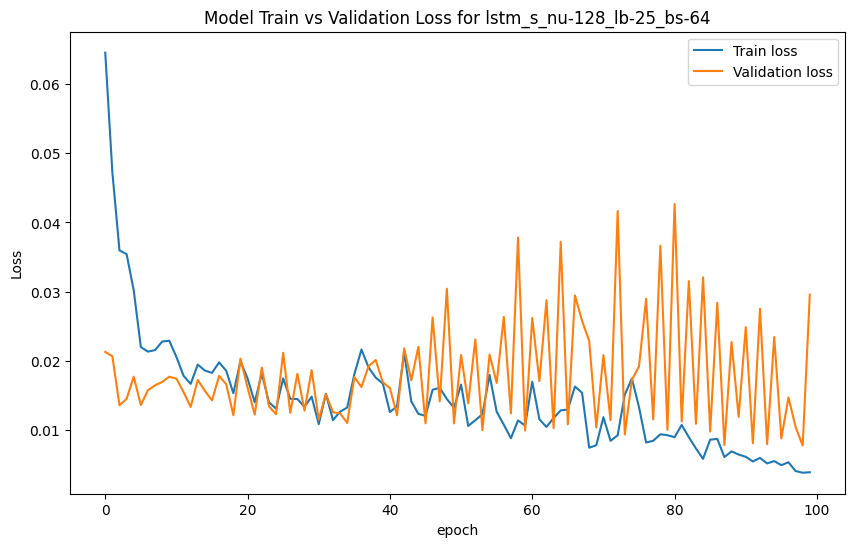 Model Train vs Validation Loss for lstm_s_nu-128_lb-25_bs-64
Train loss
Validation loss
0.06
0.05
0.04
0.03
0.02
0.01
Loss
0 20 40 60 80 100
epoch